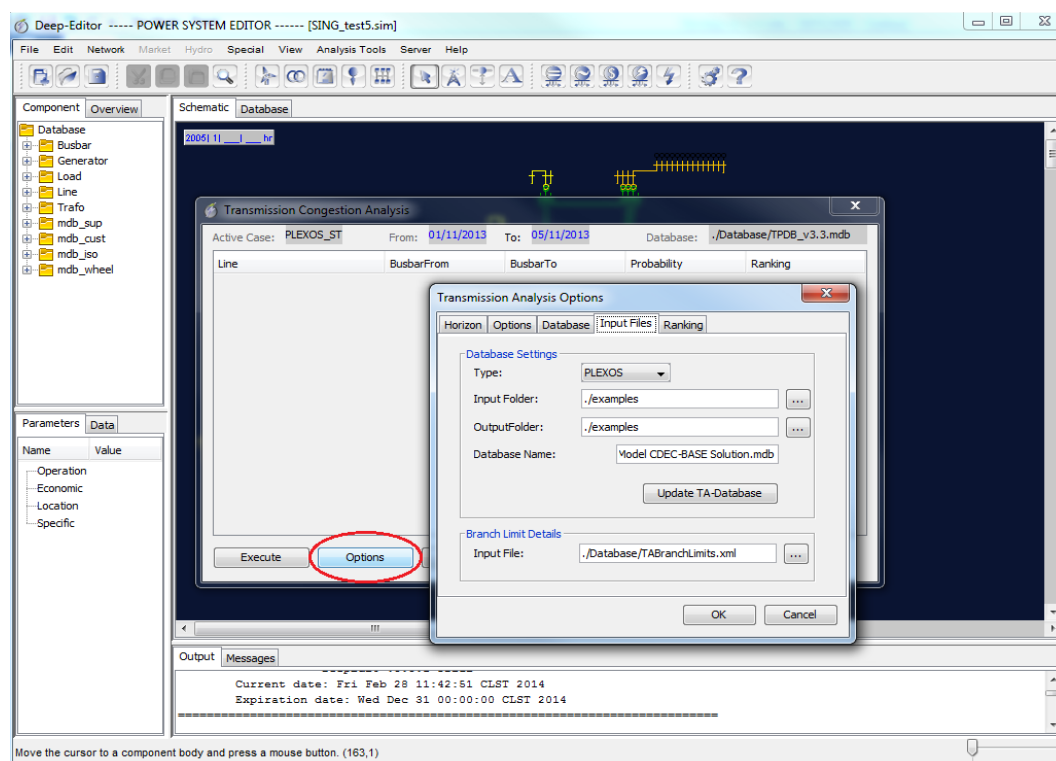 Deep-Editor ----- POWER SYSTEM EDITOR ------ [SING_test5.sim]
File Edit Network Market Hydro Special View Analysis Tools Server Help
Component Overview
Schematic Database
Database
Busbar
Generator
Load
Line
Trafo
mdb_sup
mdb_cust
mdb_iso
mdb_wheel
2005| 1| ___| ___ hr
Transmission Congestion Analysis
Active Case: PLEXOS_ST From: 01/11/2013 To: 05/11/2013 Database: ./Database/TPDB_v3.3.mdb
Line BusbarFrom BusbarTo Probability Ranking
Transmission Analysis Options
Horizon Options Database Input Files Ranking
Database Settings
Type: PLEXOS
Input Folder: ./examples ...
OutputFolder: ./examples ...
Database Name: Model CDEC-BASE Solution.mdb
Update TA-Database
Branch Limit Details
Input File: ./Database/TABranchLimits.xml ...
OK Cancel
Execute Options
Parameters Data
Name Value
Operation
Economic
Location
Specific
Output Messages
Current date: Fri Feb 28 11:42:51 CLST 2014
Expiration date: Wed Dec 31 00:00:00 CLST 2014
Move the cursor to a component body and press a mouse button. (163,1)